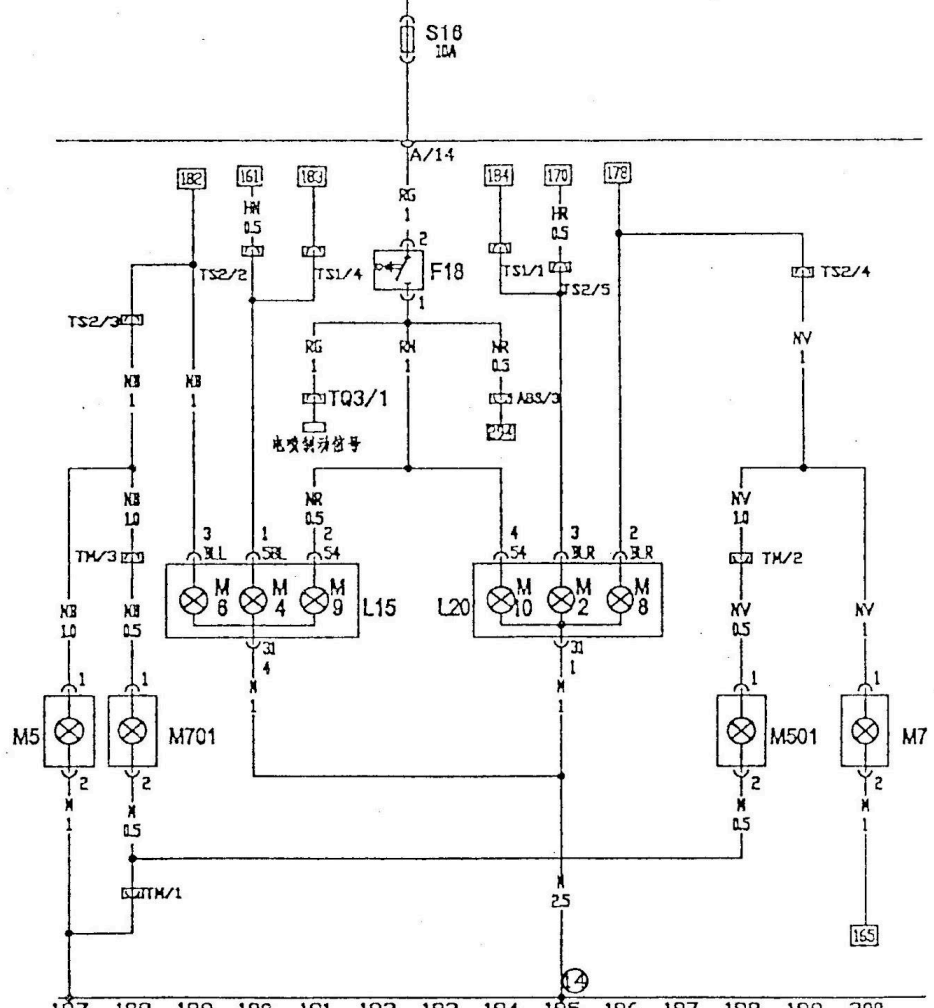 S16
10A
A/14
182 161 183 184 170 178
RG
1
HN
0.5
HR
0.5
2
F18
1
TS2/2 TS1/4 TS1/1 TS2/5 TS2/4
TS2/3
RG
1
RN
1
NR
0.5
NV
1
NB
1
NB
1
TQ3/1 ABS/3
电喷制动信号
NB
1.0
NR
0.5
NV
1.0
3 1 2 4 3 2
BLL 58L 54 54 BLR
TM/3 TM/2
M
6
M
4
M
9
L15 L20
M
10
M
2
M
8
NB
1.0
NB
0.5
NV
0.5
NV
1
31
4
31
1
M
1
M
1
1 1 1 1
M5 M701 M501 M7
2 2 2 2
M
1
M
0.5
M
0.5
M
1
TM/1
M
2.5
165
14